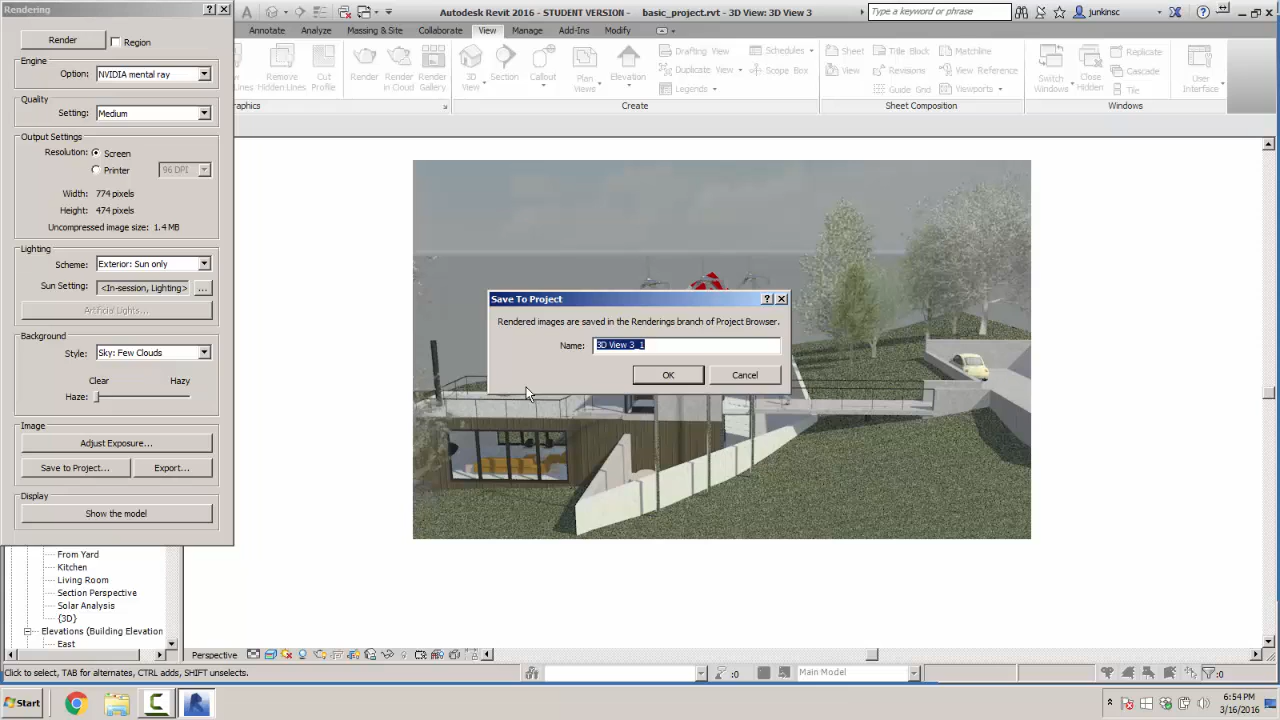 Rendering
Autodesk Revit 2016 - STUDENT VERSION - basic_project.rvt - 3D View: 3D View 3
Type a keyword or phrase
junkinsc
Annotate Analyze Massing & Site Collaborate View Manage Add-Ins Modify
Render Region
Engine
Option: NVIDIA mental ray
Quality
Setting: Medium
Output Settings
Resolution: Screen
Printer 96 DPI
Width: 774 pixels
Height: 474 pixels
Uncompressed image size: 1.4 MB
Lighting
Scheme: Exterior: Sun only
Sun Setting: <In-session, Lighting> ...
Artificial Lights...
Background
Style: Sky: Few Clouds
Clear Hazy
Haze:
Image
Adjust Exposure...
Save to Project... Export...
Display
Show the model
Lines
Remove Hidden Lines
Cut Profile
Render
Render in Cloud
Render Gallery
3D View
Section
Callout
Plan Views
Elevation
Drafting View
Duplicate View
Legends
Schedules
Scope Box
Sheet
View
Title Block
Revisions
Matchline
View Reference
Viewports
Switch Windows
Close Hidden
Replicate
Cascade
Tile
User Interface
Graphics Create Sheet Composition Windows
Save To Project
Rendered images are saved in the Renderings branch of Project Browser.
Name: 3D View 3_1
OK Cancel
From Yard
Kitchen
Living Room
Section Perspective
Solar Analysis
{3D}
Elevations (Building Elevation
East
Perspective
Click to select, TAB for alternates, CTRL adds, SHIFT unselects.
:0
Main Model
:0
Start
6:54 PM
3/16/2016